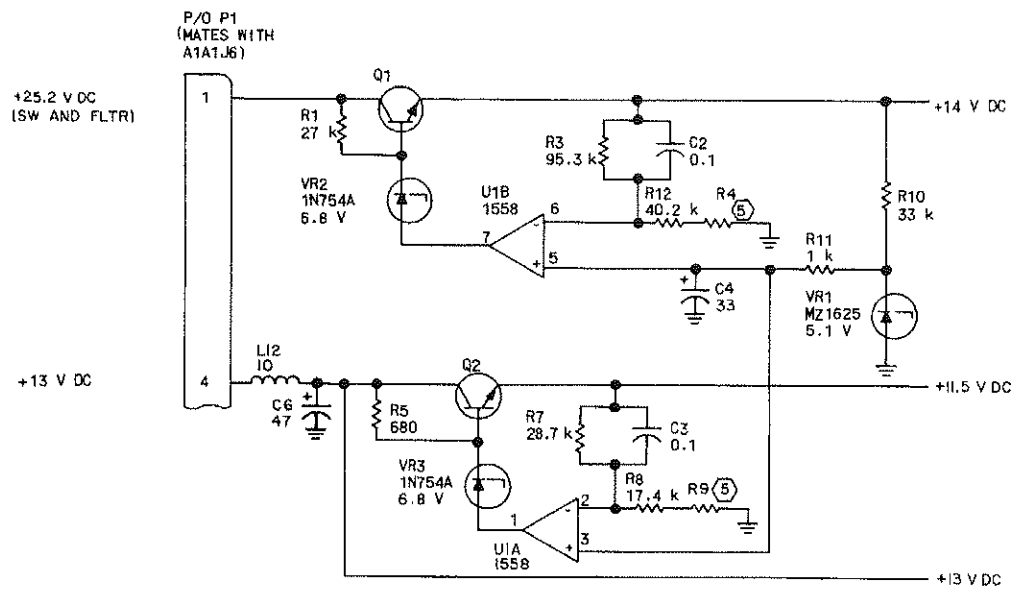 P/O P1
(MATES WITH
A1A1J6)
+25.2 V DC
(SW AND FLTR)
1
Q1
+14 V DC
R1
27 k
R3
95.3 k
C2
0.1
VR2
1N754A
6.8 V
U1B
1558
R12
40.2 k
R4
5
R10
33 k
6
-
7
5
+
R11
1 k
+
C4
33
VR1
MZ1625
5.1 V
+13 V DC
4
L12
10
Q2
+11.5 V DC
+
C6
47
R5
680
R7
28.7 k
C3
0.1
VR3
1N754A
6.8 V
R8
17.4 k
R9
5
2
-
1
3
+
U1A
1558
+13 V DC